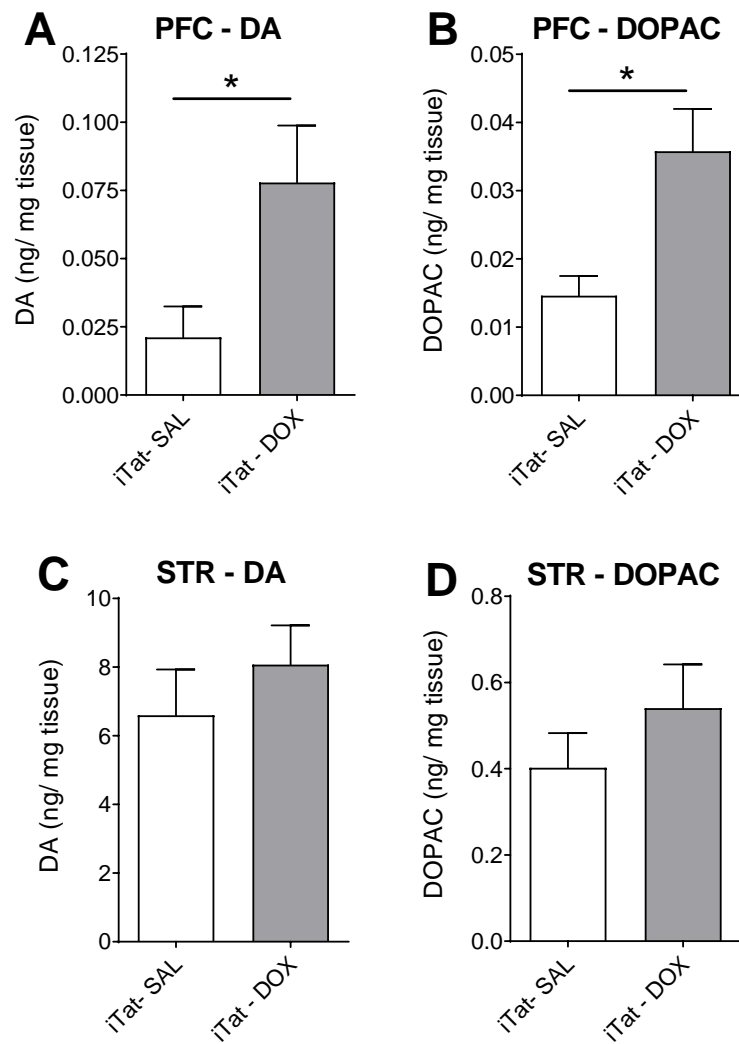 A
PFC - DA
*
DA (ng/ mg tissue)
0.125
0.100
0.075
0.050
0.025
0.000
iTat- SAL
iTat - DOX
B
PFC - DOPAC
*
DOPAC (ng/ mg tissue)
0.05
0.04
0.03
0.02
0.01
0.00
iTat- SAL
iTat - DOX
C
STR - DA
DA (ng/ mg tissue)
10
8
6
4
2
0
iTat- SAL
iTat - DOX
D
STR - DOPAC
DOPAC (ng/ mg tissue)
0.8
0.6
0.4
0.2
0.0
iTat- SAL
iTat - DOX